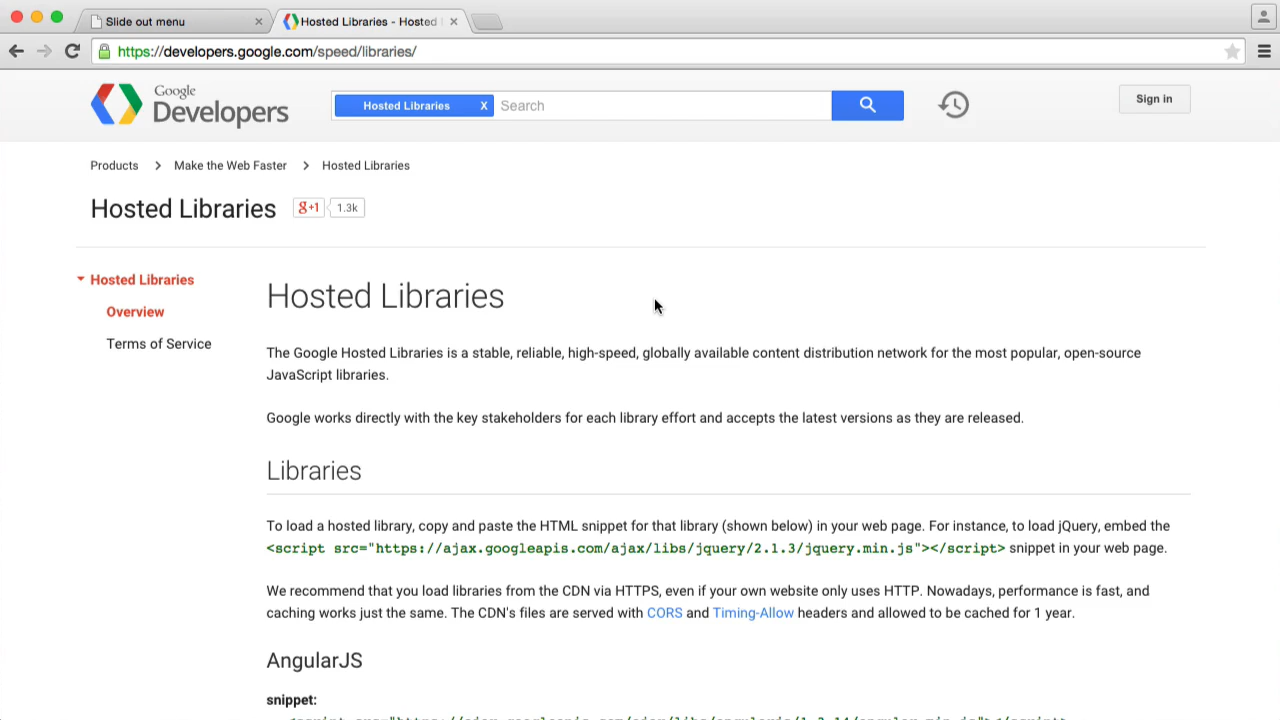 Slide out menu
Hosted Libraries - Hosted
https://developers.google.com/speed/libraries/
Google
Developers
Hosted Libraries X Search
Sign in
Products > Make the Web Faster > Hosted Libraries
Hosted Libraries g+1 1.3k
Hosted Libraries
Overview
Terms of Service
Hosted Libraries
The Google Hosted Libraries is a stable, reliable, high-speed, globally available content distribution network for the most popular, open-source
JavaScript libraries.
Google works directly with the key stakeholders for each library effort and accepts the latest versions as they are released.
Libraries
To load a hosted library, copy and paste the HTML snippet for that library (shown below) in your web page. For instance, to load jQuery, embed the
<script src="https://ajax.googleapis.com/ajax/libs/jquery/2.1.3/jquery.min.js"></script> snippet in your web page.
We recommend that you load libraries from the CDN via HTTPS, even if your own website only uses HTTP. Nowadays, performance is fast, and
caching works just the same. The CDN's files are served with CORS and Timing-Allow headers and allowed to be cached for 1 year.
AngularJS
snippet: